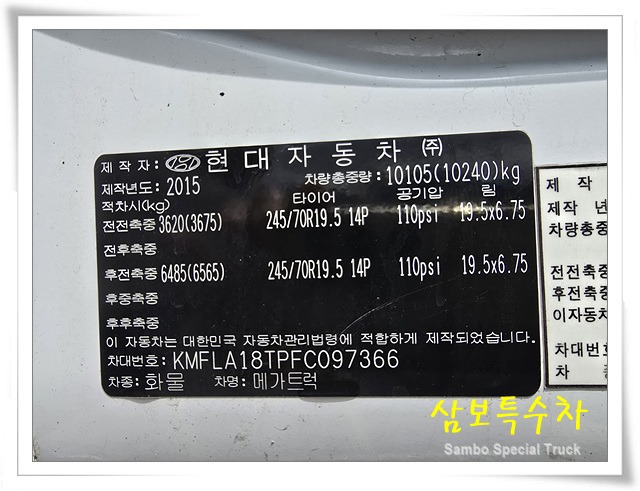 제 작 자: 현 대 자 동 차 ㈜
제작년도: 2015 차량총중량: 10105(10240)kg
적차시(kg) 타이어 공기압 림
전전축중 3620(3675) 245/70R19.5 14P 110psi 19.5x6.75
전후축중
후전축중 6485(6565) 245/70R19.5 14P 110psi 19.5x6.75
후중축중
후후축중
이 자동차는 대한민국 자동차관리법령에 적합하게 제작되었습니다.
차대번호: KMFLA18TPFC097366
차종: 화물 차명: 메가트럭
제 작
제작 년
차량총중
전전축중
후전축중
이자동차
차대번호
차
삼보특수차
Sambo Special Truck